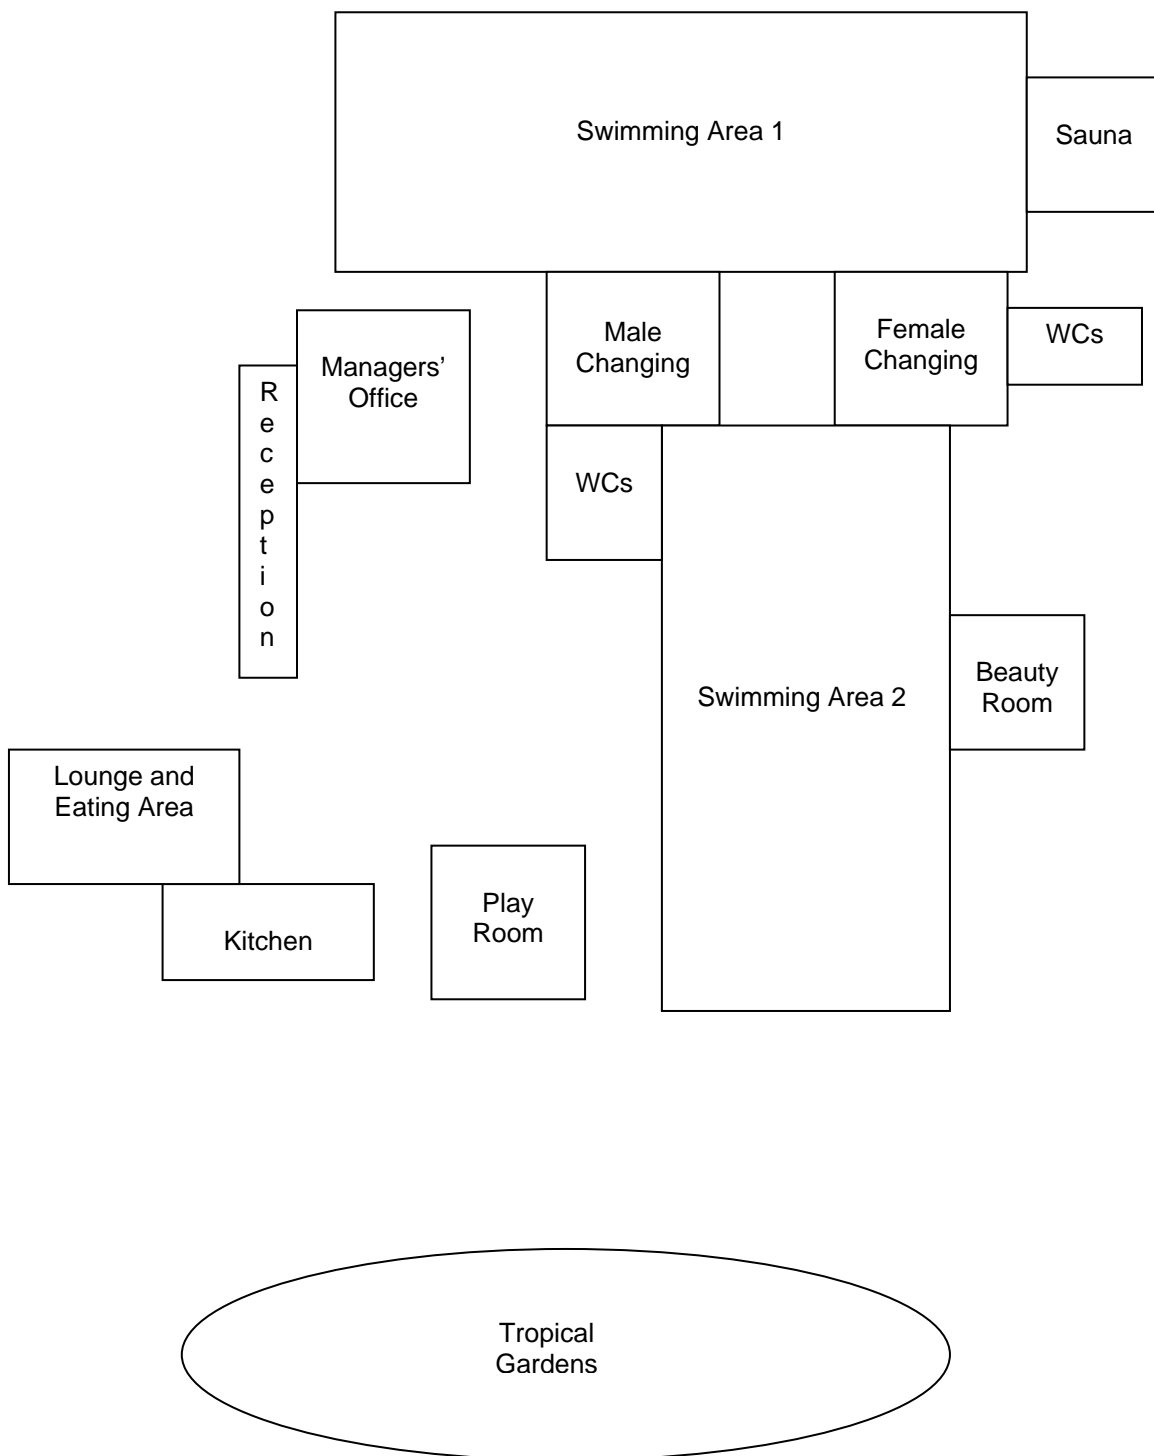 Swimming Area 1
Sauna
Male
Changing
Female
Changing
WCs
Managers’
Office
Reception
WCs
Swimming Area 2
Beauty
Room
Lounge and
Eating Area
Play
Room
Kitchen
Tropical
Gardens